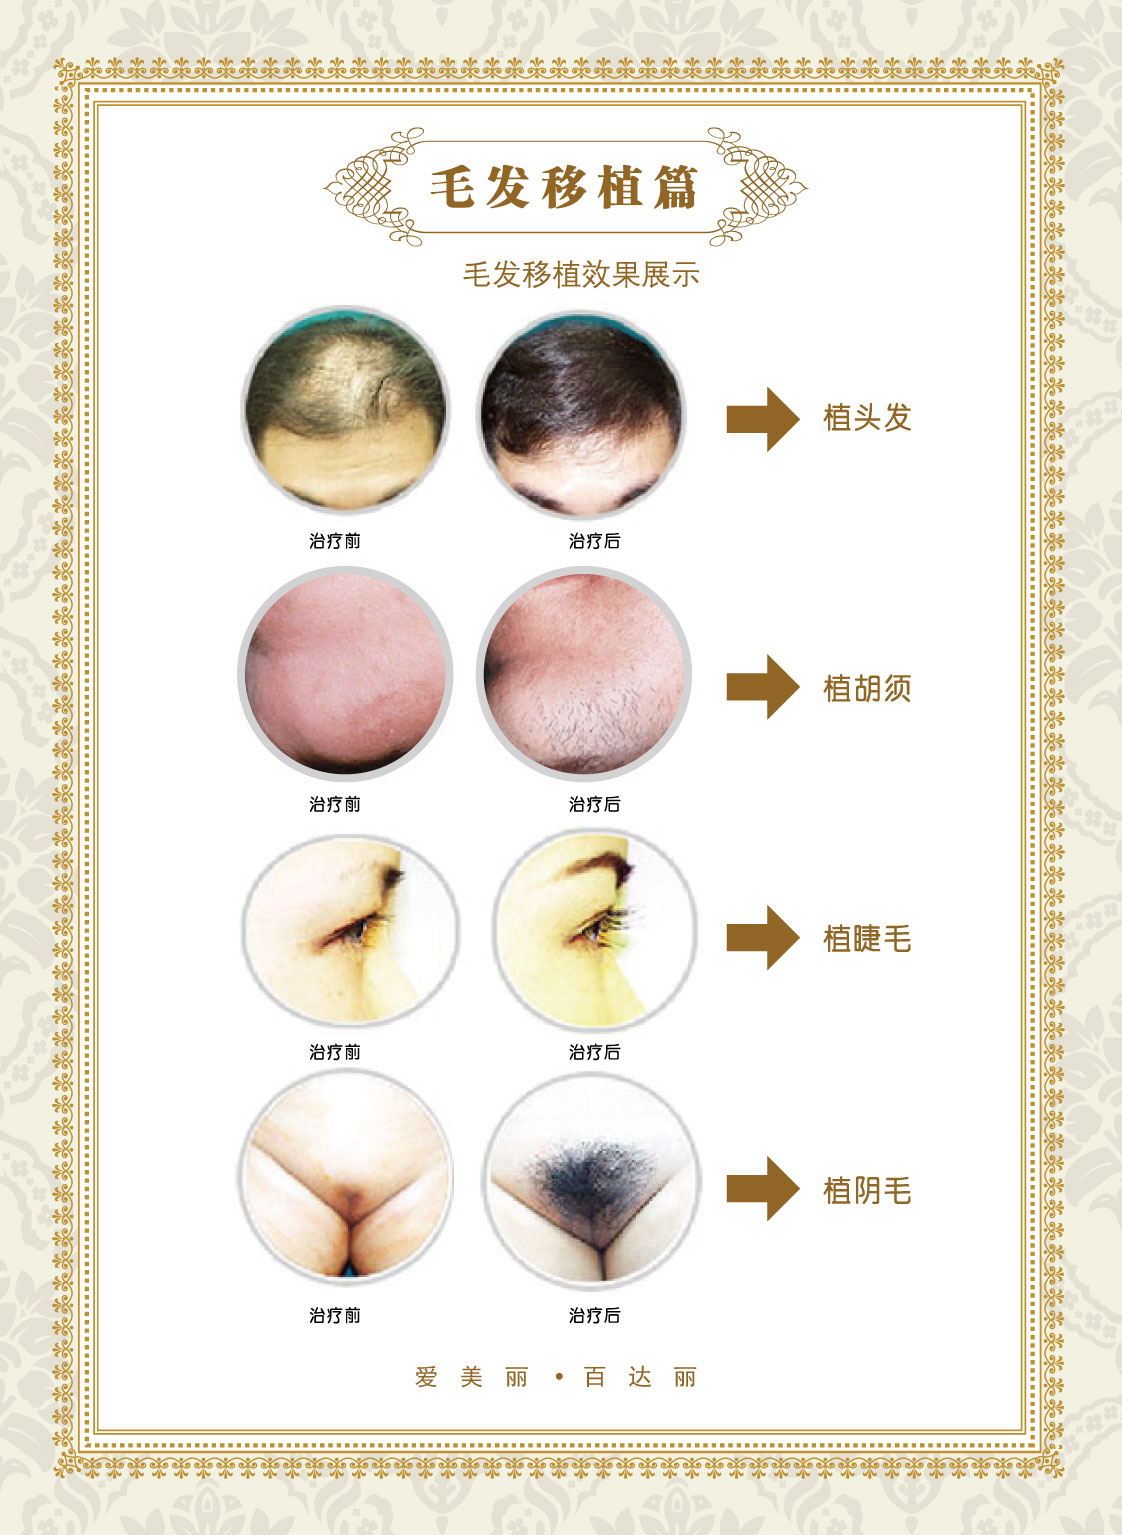 毛发移植篇
毛发移植效果展示
植头发
治疗前 治疗后
植胡须
治疗前 治疗后
植睫毛
治疗前 治疗后
植阴毛
治疗前 治疗后
爱美丽·百达丽